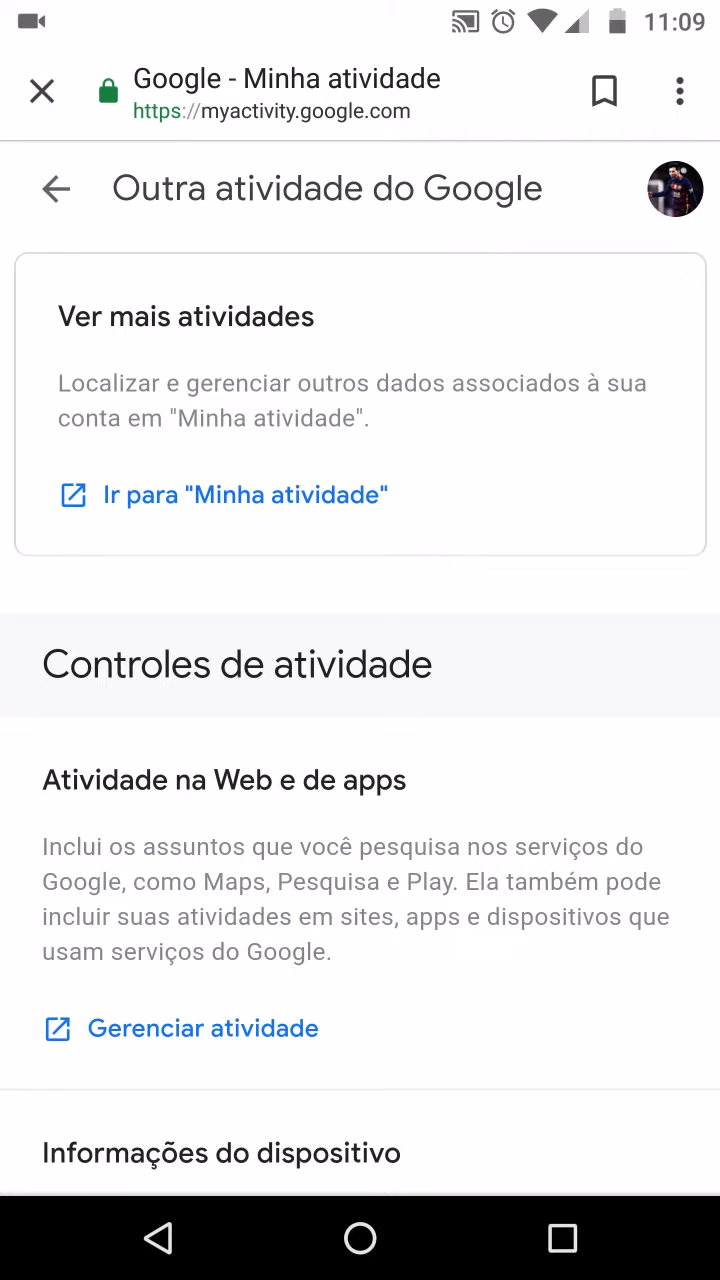 11:09
Google - Minha atividade
https://myactivity.google.com
Outra atividade do Google
Ver mais atividades
Localizar e gerenciar outros dados associados à sua
conta em "Minha atividade".
Ir para "Minha atividade"
Controles de atividade
Atividade na Web e de apps
Inclui os assuntos que você pesquisa nos serviços do
Google, como Maps, Pesquisa e Play. Ela também pode
incluir suas atividades em sites, apps e dispositivos que
usam serviços do Google.
Gerenciar atividade
Informações do dispositivo